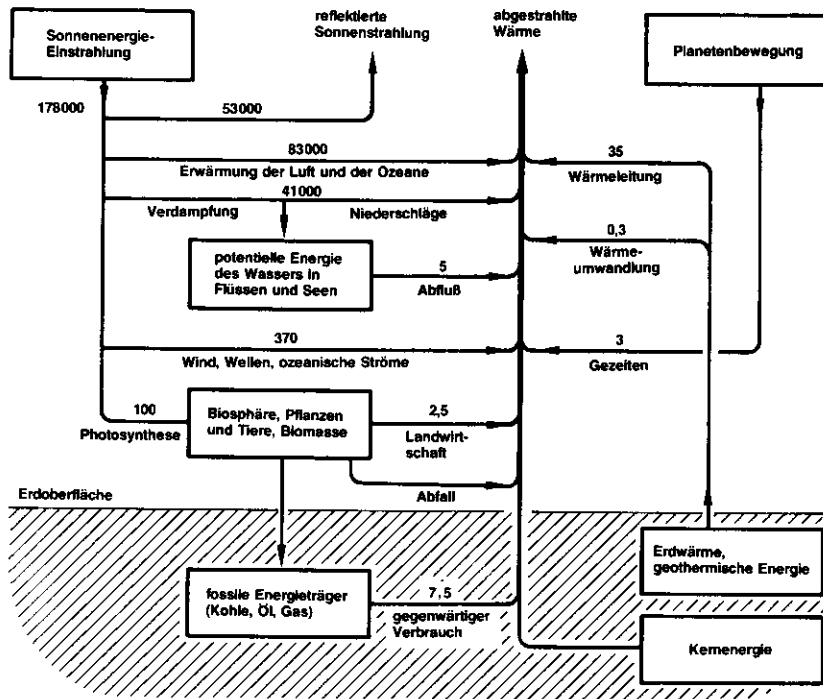 Sonnenenergie-
Einstrahlung
reflektierte
Sonnenstrahlung
abgestrahlte
Wärme
Planetenbewegung
178000
53000
83000
Erwärmung der Luft und der Ozeane
35
Wärmeleitung
41000
Verdampfung
Niederschläge
0,3
Wärme-
umwandlung
potentielle Energie
des Wassers in
Flüssen und Seen
5
Abfluß
370
Wind, Wellen, ozeanische Ströme
3
Gezeiten
100
Photosynthese
Biosphäre, Pflanzen
und Tiere, Biomasse
2,5
Landwirt-
schaft
Abfall
Erdoberfläche
Erdwärme,
geothermische Energie
fossile Energieträger
(Kohle, Öl, Gas)
7,5
gegenwärtiger
Verbrauch
Kernenergie